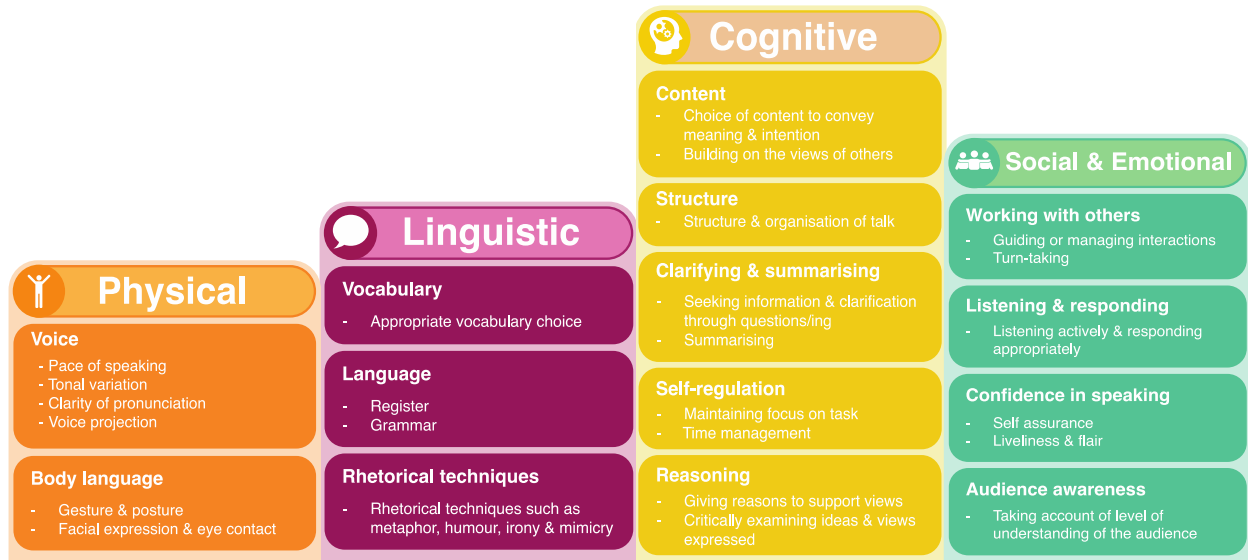 Physical
Voice
- Pace of speaking
- Tonal variation
- Clarity of pronunciation
- Voice projection
Body language
- Gesture & posture
- Facial expression & eye contact
Linguistic
Vocabulary
- Appropriate vocabulary choice
Language
- Register
- Grammar
Rhetorical techniques
- Rhetorical techniques such as
metaphor, humour, irony & mimicry
Cognitive
Content
- Choice of content to convey
meaning & intention
- Building on the views of others
Structure
- Structure & organisation of talk
Clarifying & summarising
- Seeking information & clarification
through questions/ing
- Summarising
Self-regulation
- Maintaining focus on task
- Time management
Reasoning
- Giving reasons to support views
- Critically examining ideas & views
expressed
Social & Emotional
Working with others
- Guiding or managing interactions
- Turn-taking
Listening & responding
- Listening actively & responding
appropriately
Confidence in speaking
- Self assurance
- Liveliness & flair
Audience awareness
- Taking account of level of
understanding of the audience